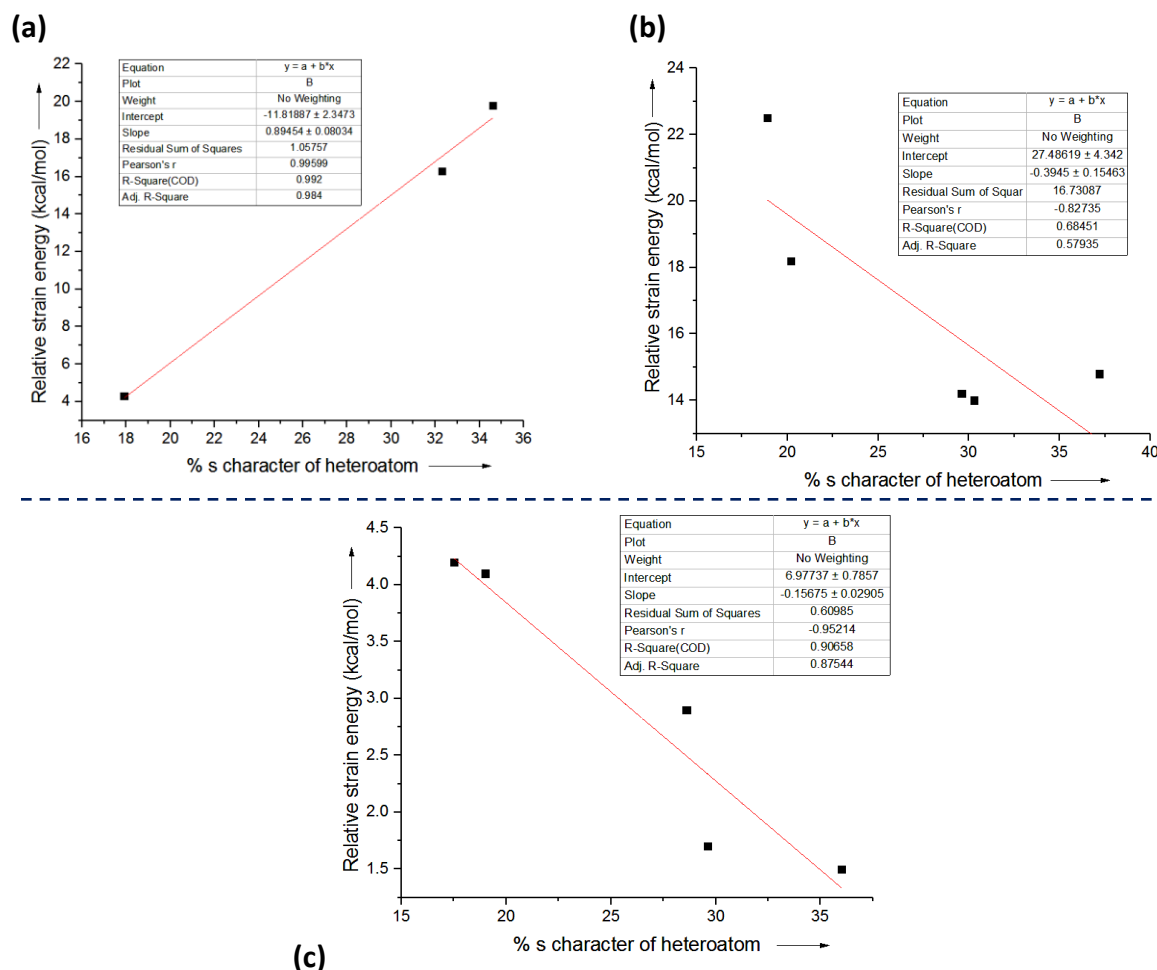 (a)
Relative strain energy (kcal/mol)
22
20
18
16
14
12
10
8
6
4
Equation y = a + b*x
Plot B
Weight No Weighting
Intercept -11.81887 ± 2.3473
Slope 0.89454 ± 0.08034
Residual Sum of Squares 1.05757
Pearson's r 0.99599
R-Square(COD) 0.992
Adj. R-Square 0.984
16 18 20 22 24 26 28 30 32 34 36
% s character of heteroatom
(b)
Relative strain energy (kcal/mol)
24
22
20
18
16
14
Equation y = a + b*x
Plot B
Weight No Weighting
Intercept 27.48619 ± 4.342
Slope -0.3945 ± 0.15463
Residual Sum of Squar 16.73087
Pearson's r -0.82735
R-Square(COD) 0.68451
Adj. R-Square 0.57935
15 20 25 30 35 40
% s character of heteroatom
Relative strain energy (kcal/mol)
4.5
4.0
3.5
3.0
2.5
2.0
1.5
Equation y = a + b*x
Plot B
Weight No Weighting
Intercept 6.97737 ± 0.7857
Slope -0.15675 ± 0.02905
Residual Sum of Squares 0.60985
Pearson's r -0.95214
R-Square(COD) 0.90658
Adj. R-Square 0.87544
15 20 25 30 35
% s character of heteroatom
(c)